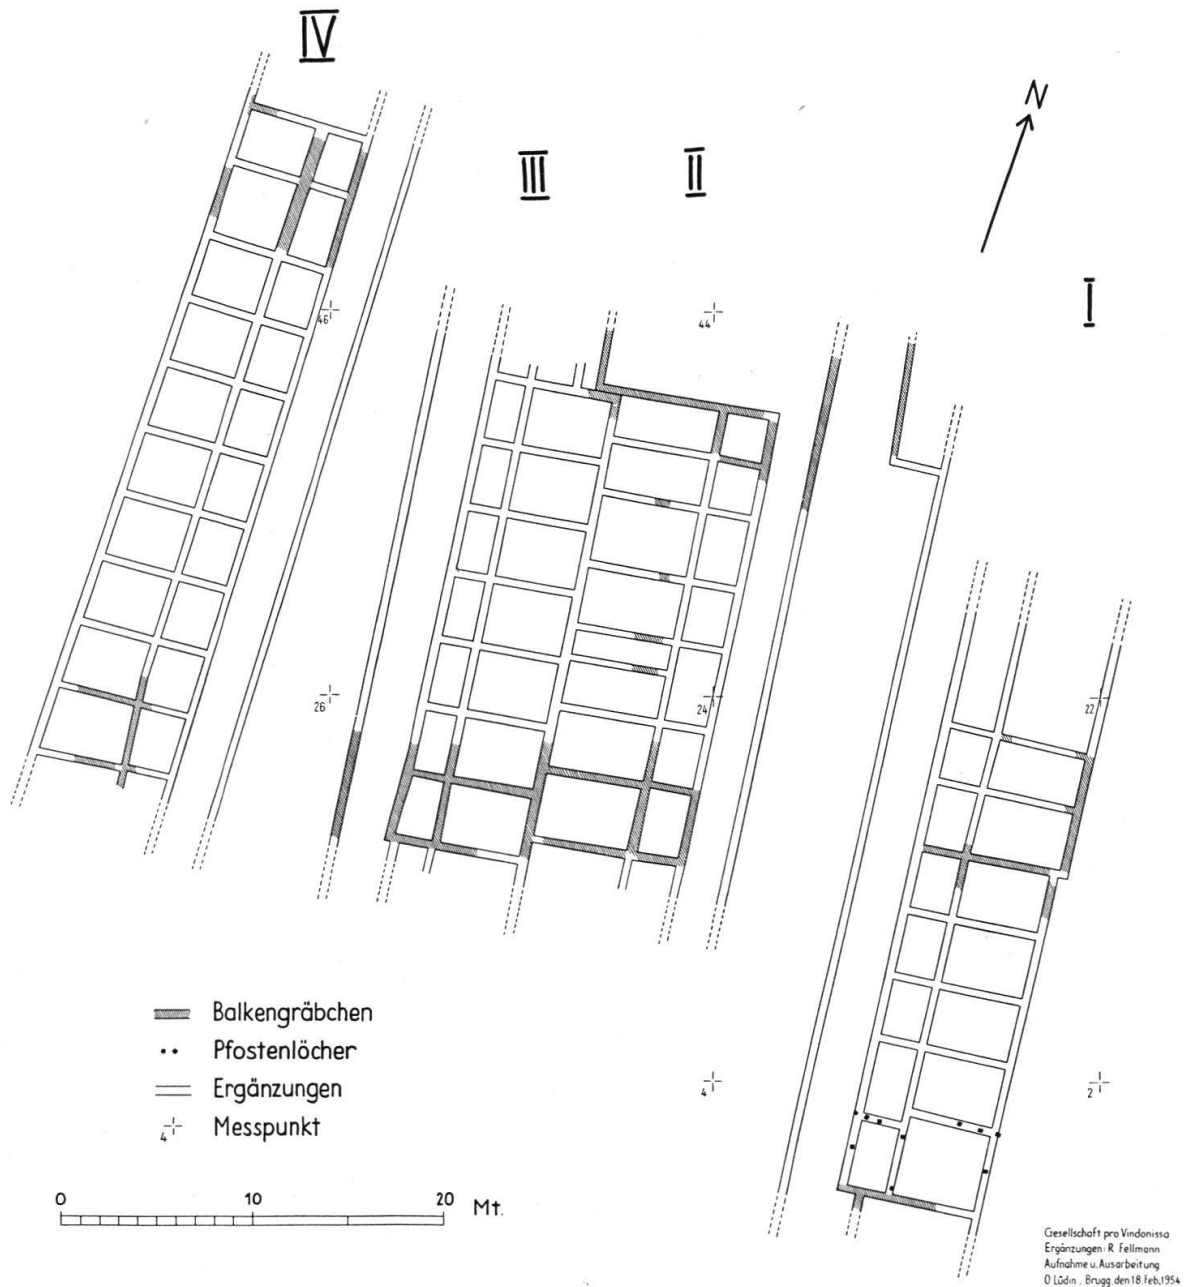 IV
N
III
II
I
46
44
26
24
22
Balkengräbchen
Pfostenlöcher
Ergänzungen
4
Messpunkt
4
2
0 10 20 Mt.
Gesellschaft pro Vindonissa
Ergänzungen: R. Fellmann
Aufnahme u. Ausarbeitung
O. Lüdin . Brugg, den 18. Feb. 1954